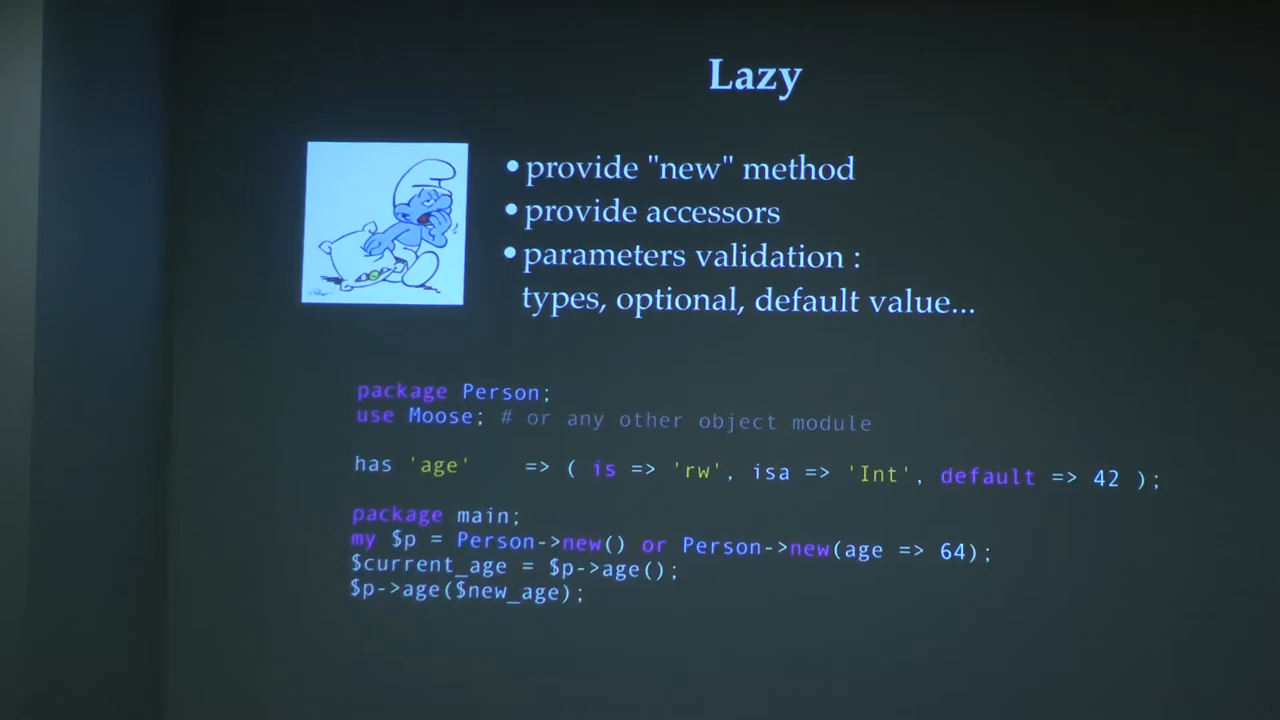 Lazy
• provide "new" method
• provide accessors
• parameters validation :
types, optional, default value...
package Person;
use Moose; # or any other object module
has 'age'    => ( is => 'rw', isa => 'Int', default => 42 );
package main;
my $p = Person->new() or Person->new(age => 64);
$current_age = $p->age();
$p->age($new_age);